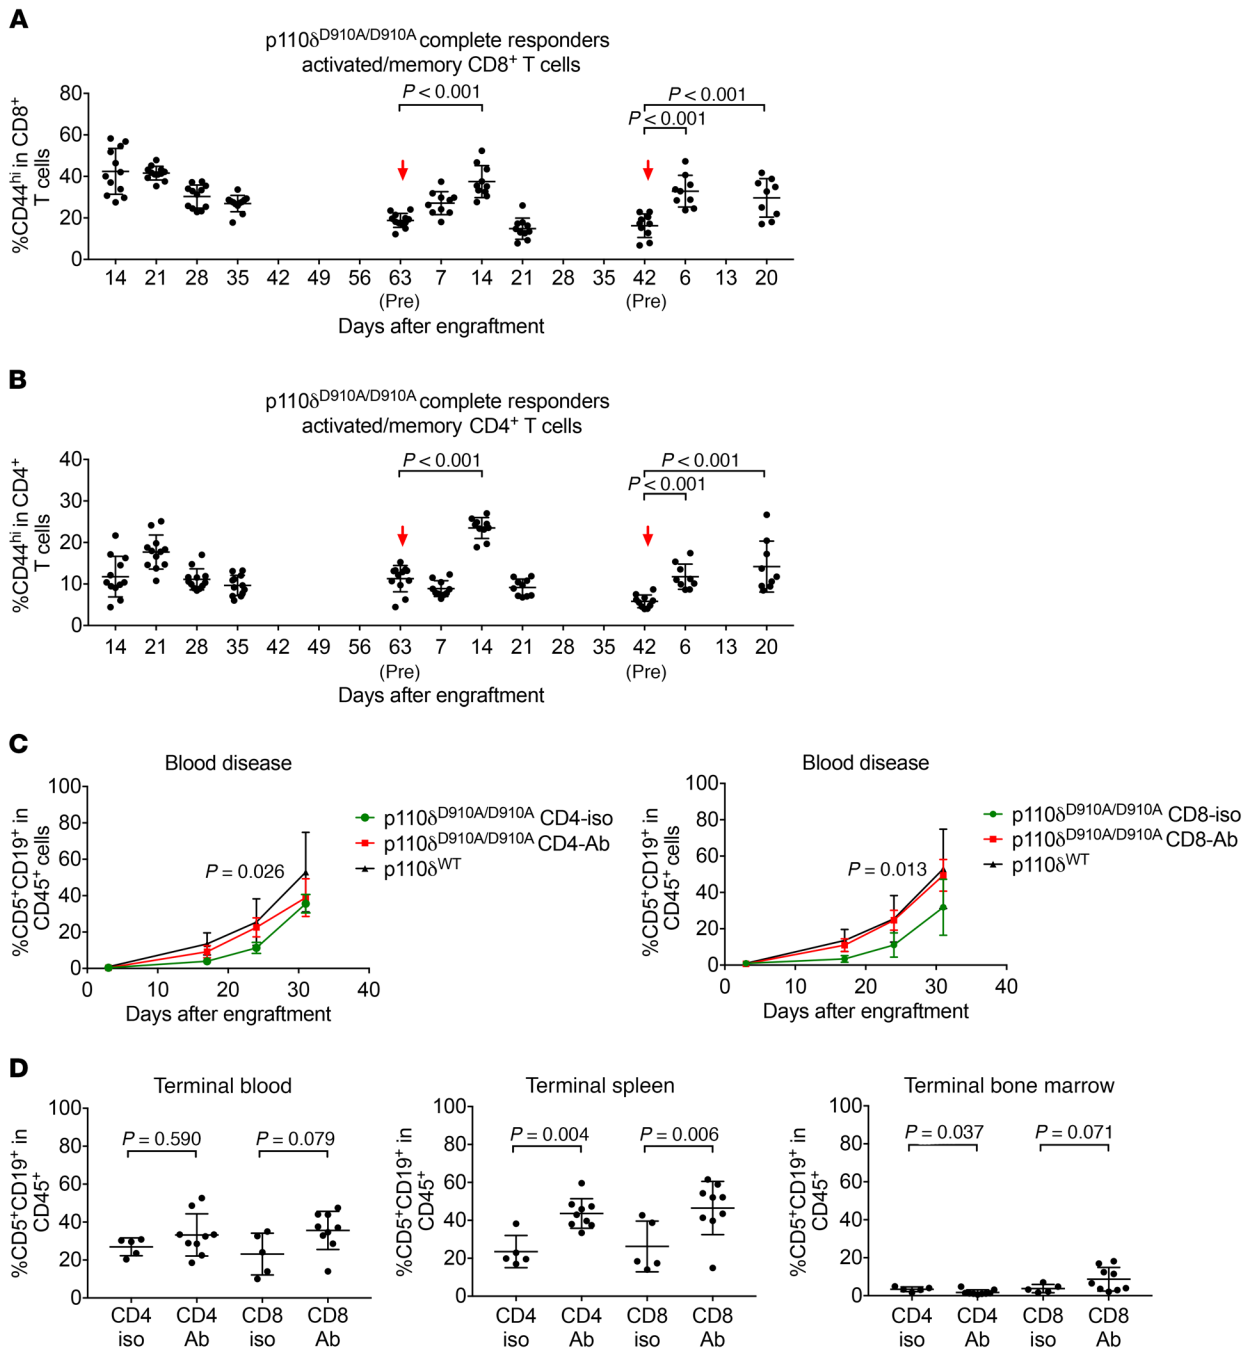 A
p110δD910A/D910A complete responders
activated/memory CD8+ T cells
%CD44hi in CD8+
T cells
80
60
40
20
0
P < 0.001
P < 0.001
P < 0.001
14 21 28 35 42 49 56 63 7 14 21 28 35 42 6 13 20
(Pre) (Pre)
Days after engraftment
B
p110δD910A/D910A complete responders
activated/memory CD4+ T cells
%CD44hi in CD4+
T cells
40
30
20
10
0
P < 0.001
P < 0.001
P < 0.001
14 21 28 35 42 49 56 63 7 14 21 28 35 42 6 13 20
(Pre) (Pre)
Days after engraftment
C
Blood disease
%CD5+CD19+ in
CD45+ cells
100
80
60
40
20
0
P = 0.026
0 10 20 30 40
Days after engraftment
p110δD910A/D910A CD4-iso
p110δD910A/D910A CD4-Ab
p110δWT
Blood disease
%CD5+CD19+ in
CD45+ cells
100
80
60
40
20
0
P = 0.013
0 10 20 30 40
Days after engraftment
p110δD910A/D910A CD8-iso
p110δD910A/D910A CD8-Ab
p110δWT
D
Terminal blood
%CD5+CD19+ in
CD45+
100
80
60
40
20
0
P = 0.590 P = 0.079
CD4 CD4 CD8 CD8
iso Ab iso Ab
Terminal spleen
%CD5+CD19+ in
CD45+
100
80
60
40
20
0
P = 0.004 P = 0.006
CD4 CD4 CD8 CD8
iso Ab iso Ab
Terminal bone marrow
%CD5+CD19+ in
CD45+
100
80
60
40
20
0
P = 0.037 P = 0.071
CD4 CD4 CD8 CD8
iso Ab iso Ab